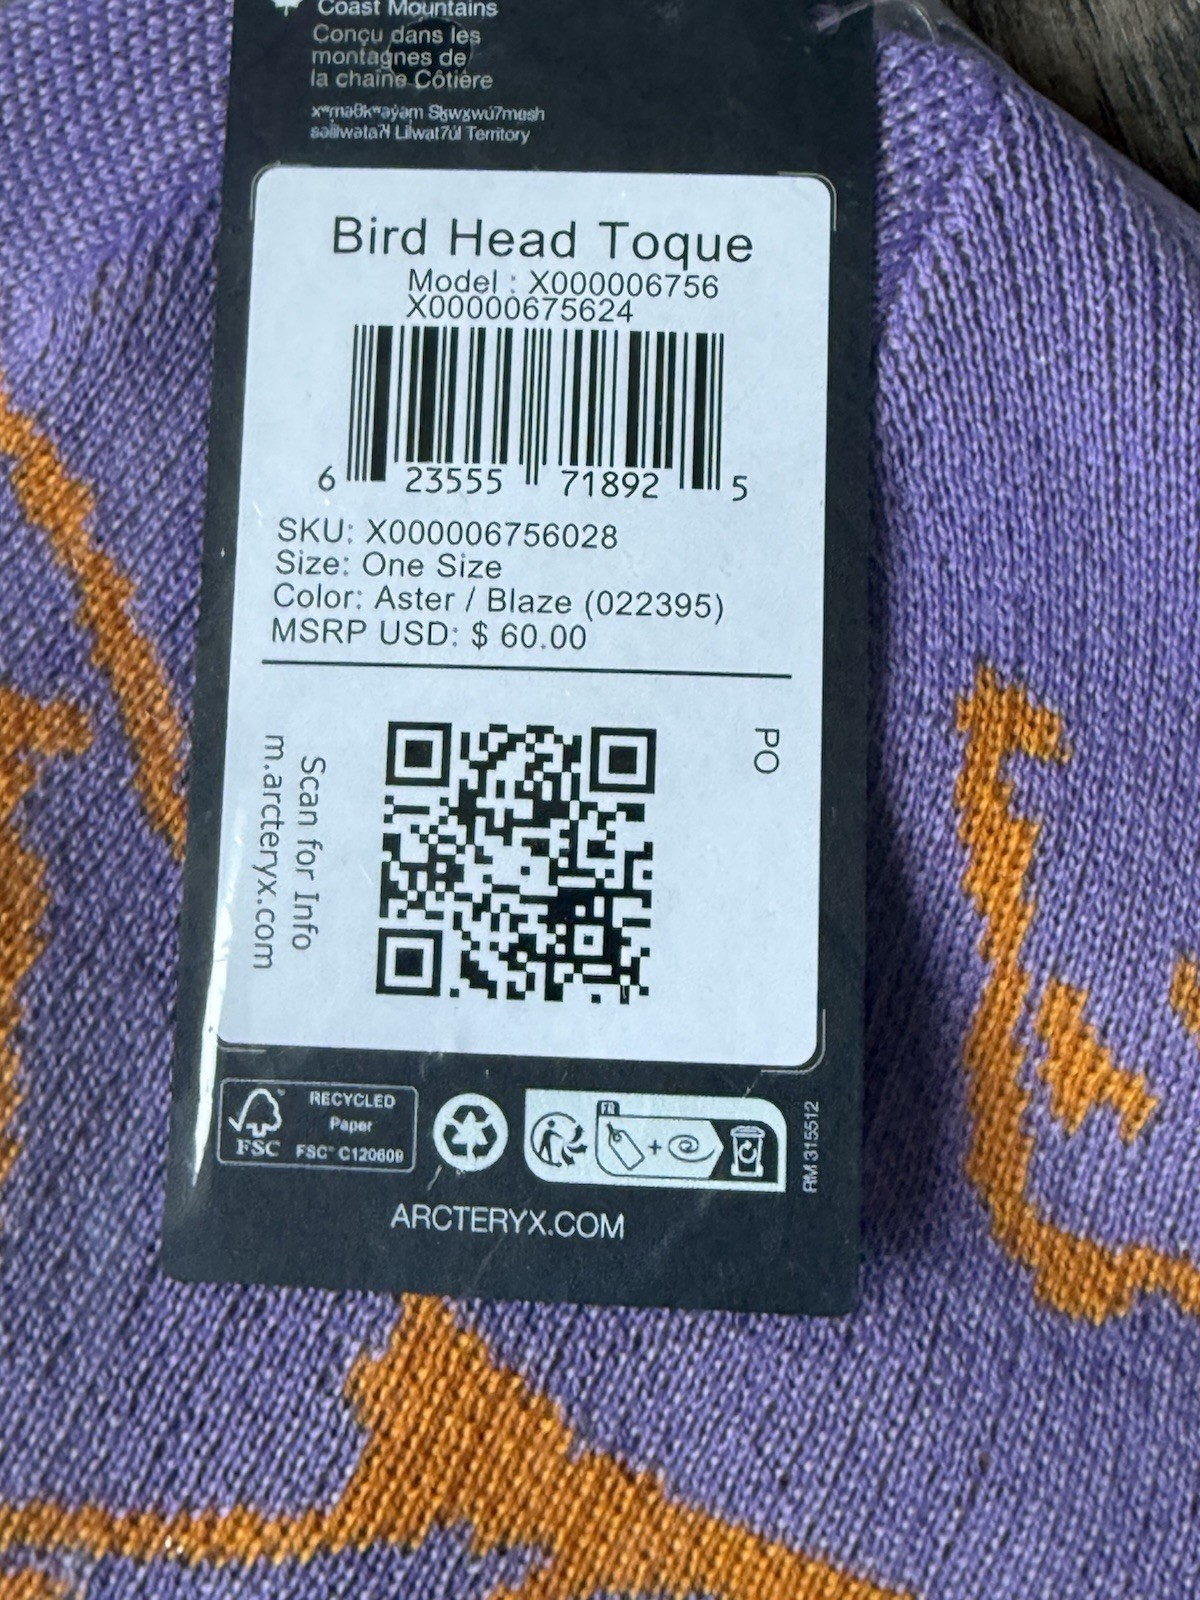 Coast Mountains
Conçu dans les
montagnes de
la chaîne Côtière
Territory
Bird Head Toque
Model : X000006756
X00000675624
6 23555 71892 5
SKU: X000006756028
Size: One Size
Color: Aster / Blaze (022395)
MSRP USD: $ 60.00
PO
Scan for Info
m.arcteryx.com
FSC
RECYCLED
Paper
FSC® C120609
FR
RM 315512
ARCTERYX.COM